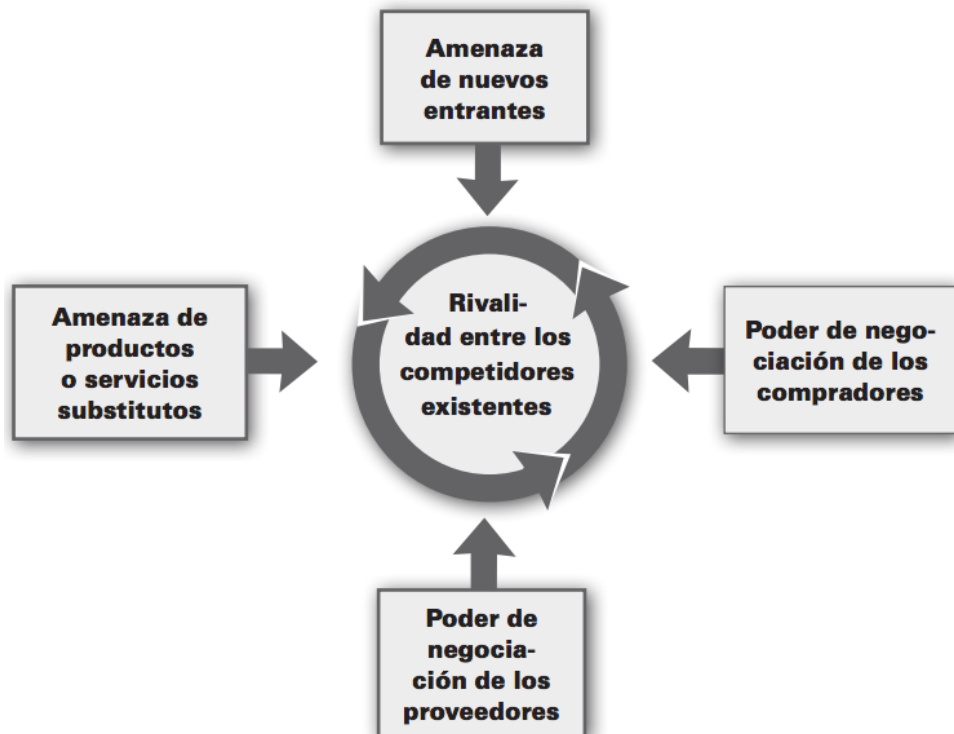 Amenaza
de nuevos
entrantes
Rivali-
dad entre los
competidores
existentes
Amenaza de
productos
o servicios
substitutos
Poder de nego-
ciación de los
compradores
Poder de
negocia-
ción de los
proveedores